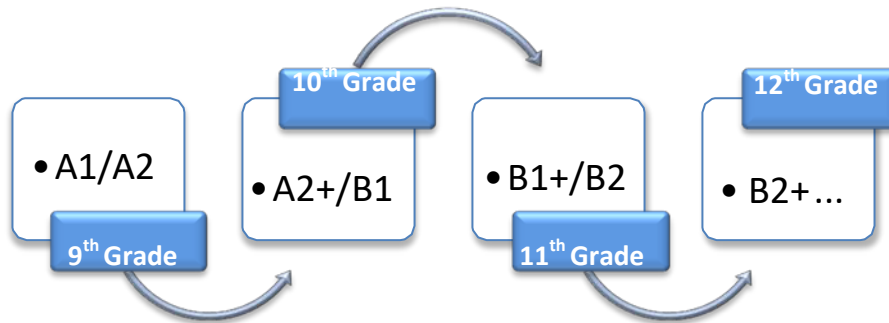 • A1/A2
9th Grade
10th Grade
• A2+/B1
• B1+/B2
11th Grade
12th Grade
• B2+ ...